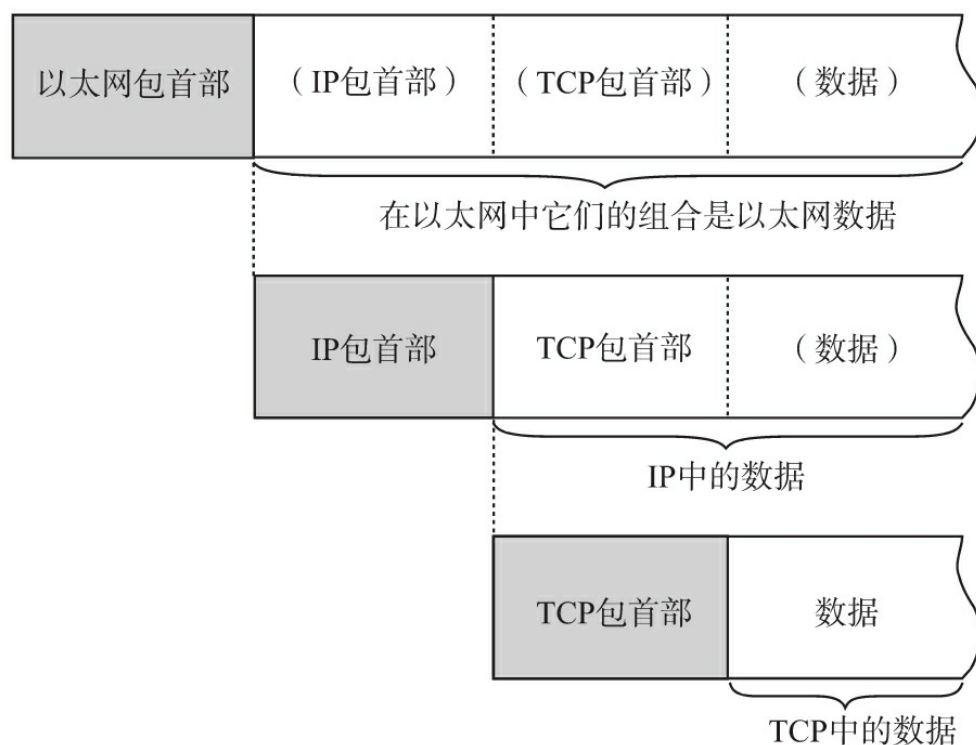 以太网包首部 （IP包首部） （TCP包首部） （数据）
在以太网中它们的组合是以太网数据
IP包首部 TCP包首部 （数据）
IP中的数据
TCP包首部 数据
TCP中的数据